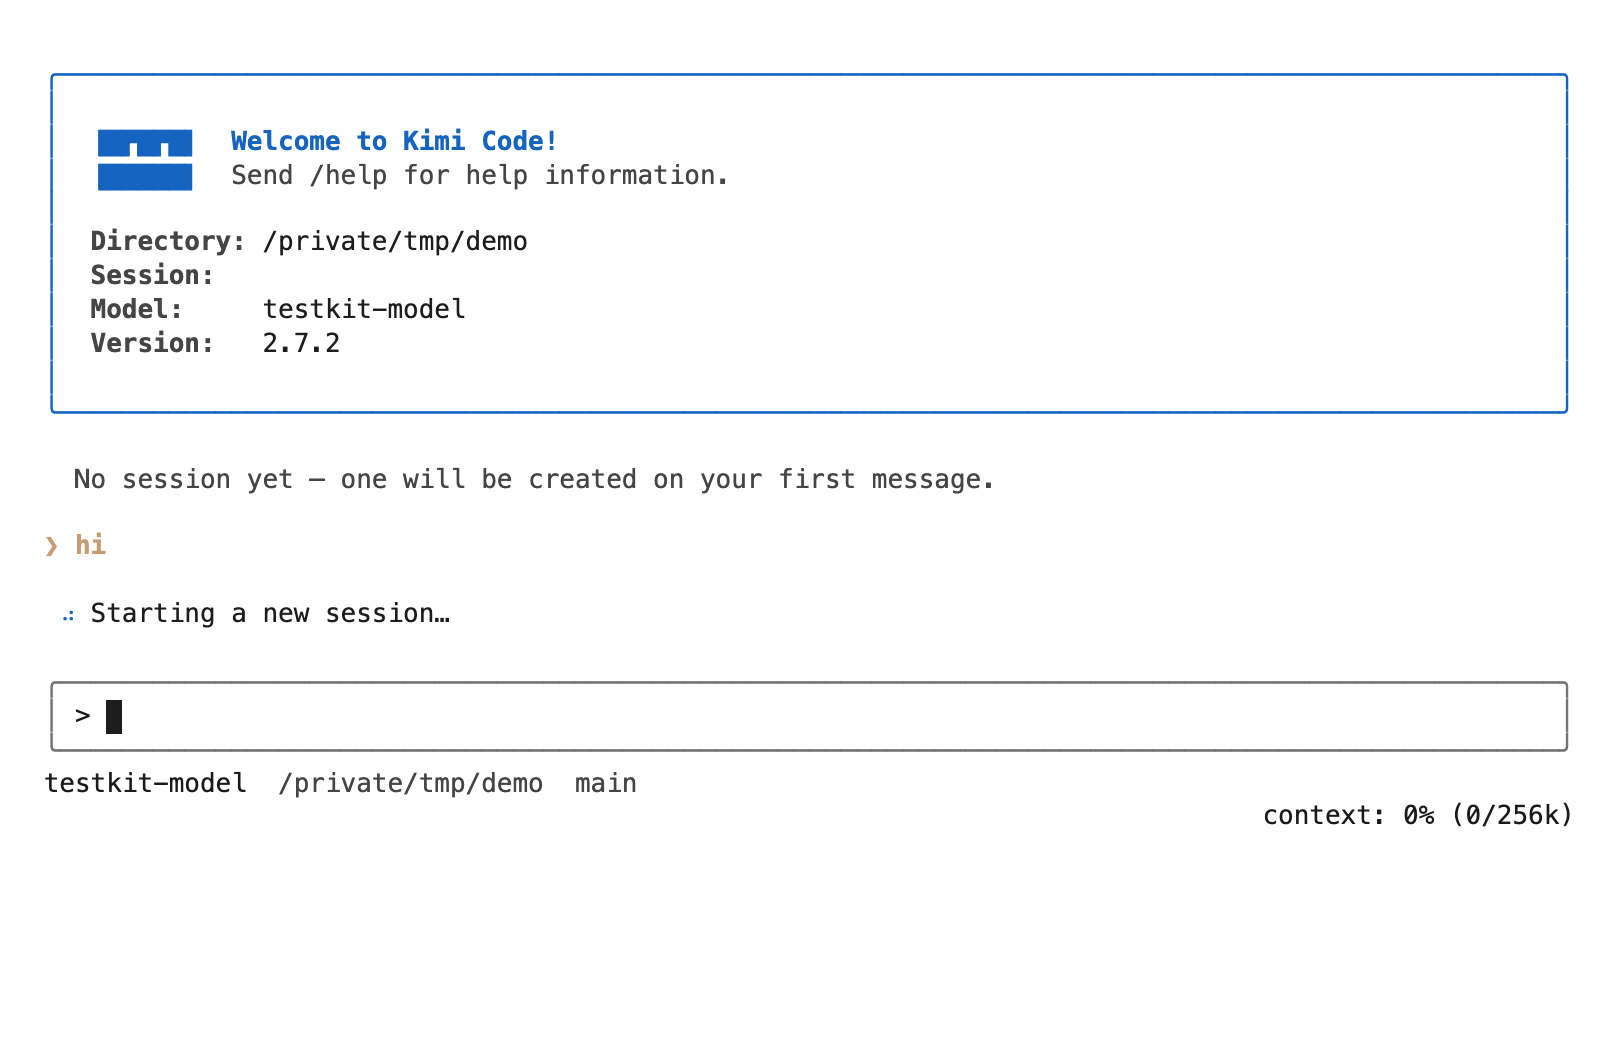 Welcome to Kimi Code!
Send /help for help information.
Directory: /private/tmp/demo
Session:
Model: testkit-model
Version: 2.7.2
No session yet — one will be created on your first message.
❯ hi
Starting a new session…
>
testkit-model /private/tmp/demo main
context: 0% (0/256k)